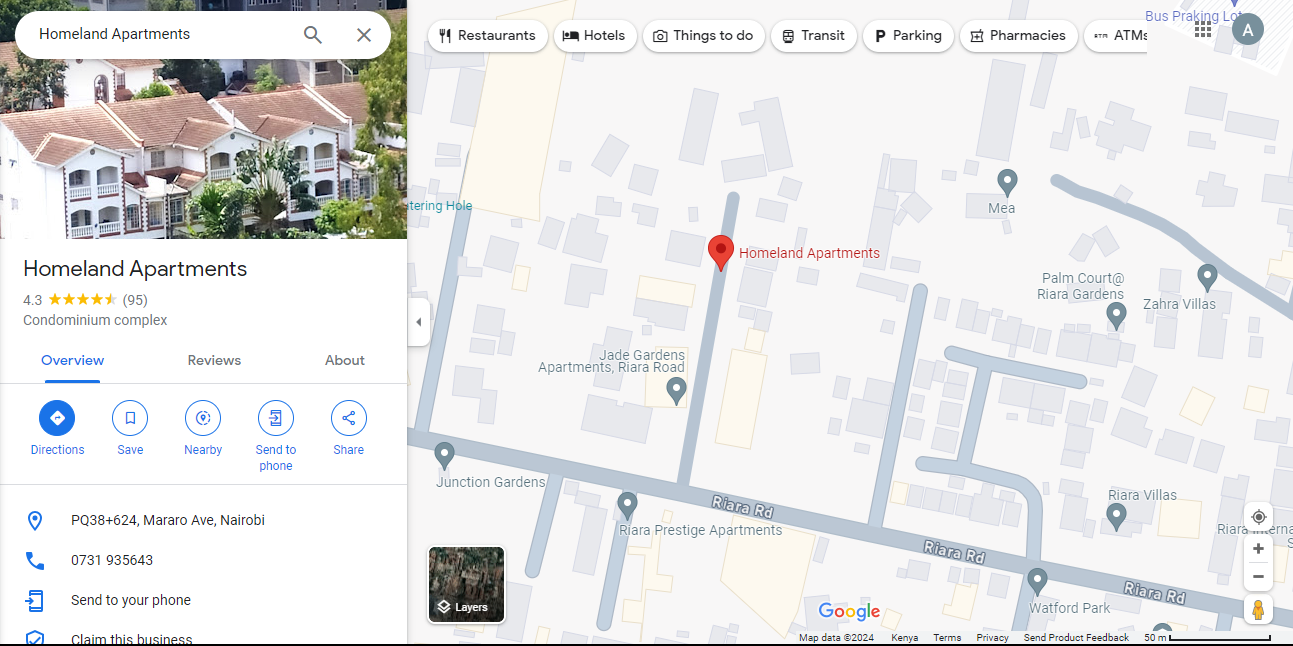 Homeland Apartments
Homeland Apartments
4.3
(95)
Condominium complex
Overview
Reviews
About
Directions
Save
Nearby
Send to
phone
Share
PQ38+624, Mararo Ave, Nairobi
0731 935643
Send to your phone
Claim this business
Restaurants
Hotels
Things to do
Transit
Parking
Pharmacies
ATMs
Bus Praking Lot
A
tering Hole
Mea
Homeland Apartments
Palm Court@
Riara Gardens
Zahra Villas
Jade Gardens
Apartments, Riara Road
Junction Gardens
Riara Prestige Apartments
Riara Rd
Riara Rd
Riara Rd
Riara Villas
Riara Interna
S
Watford Park
Layers
Google
Map data ©2024
Kenya
Terms
Privacy
Send Product Feedback
50 m